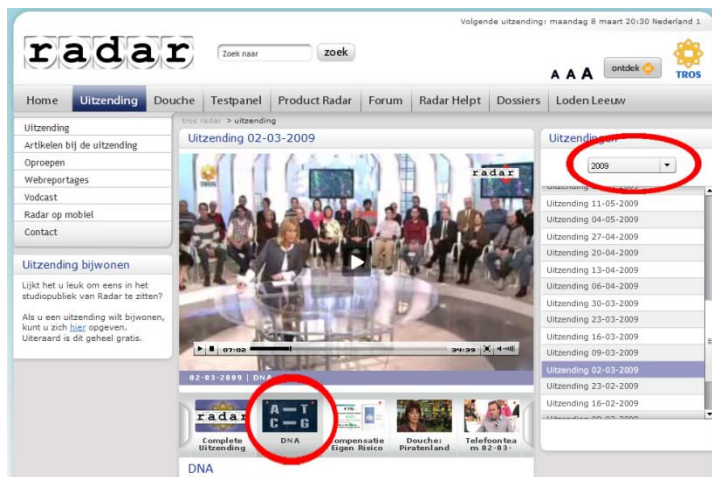 Volgende uitzending: maandag 8 maart 20:30 Nederland 1
radar
Zoek naar
zoek
A A A
ontdek
TROS
Home Uitzending Douche Testpanel Product Radar Forum Radar Helpt Dossiers Loden Leeuw
Uitzending
Artikelen bij de uitzending
Oproepen
Webreportages
Vodcast
Radar op mobiel
Contact
Uitzending bijwonen
Lijkt het u leuk om eens in het
studiopubliek van Radar te zitten?
Als u een uitzending wilt bijwonen,
kunt u zich hier opgeven.
Uiteraard is dit geheel gratis.
tros radar > uitzending
Uitzending 02-03-2009
TROS
radar
07:02
34:39
02-03-2009 | DNA
radar
Complete
Uitzending
A T
C G
DNA
Compensatie
Eigen Risico
Douche:
Piratenland
Telefoontea
m 02-03-
DNA
Uitzendingen
2009
Uitzending 11-05-2009
Uitzending 04-05-2009
Uitzending 27-04-2009
Uitzending 20-04-2009
Uitzending 13-04-2009
Uitzending 06-04-2009
Uitzending 30-03-2009
Uitzending 23-03-2009
Uitzending 16-03-2009
Uitzending 09-03-2009
Uitzending 02-03-2009
Uitzending 23-02-2009
Uitzending 16-02-2009